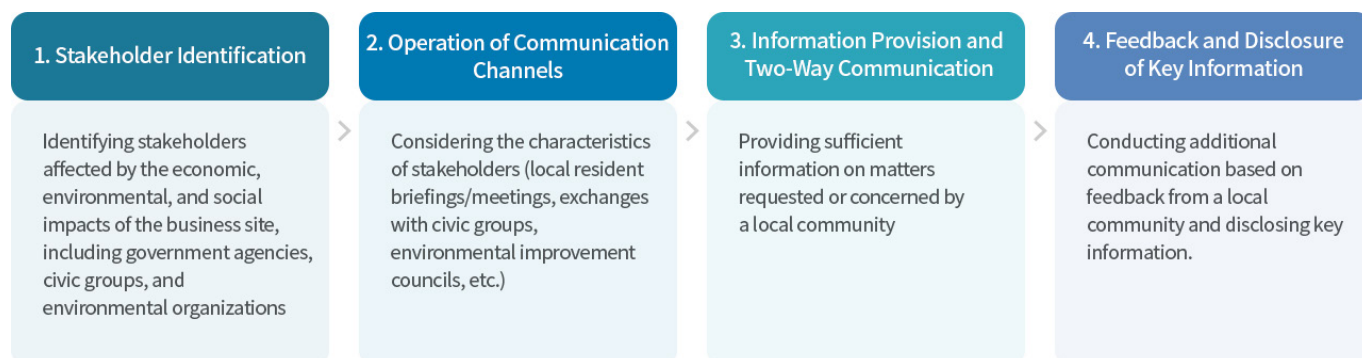 1. Stakeholder Identification
Identifying stakeholders
affected by the economic,
environmental, and social
impacts of the business site,
including government agencies,
civic groups, and
environmental organizations
2. Operation of Communication
Channels
Considering the characteristics
of stakeholders (local resident
briefings/meetings, exchanges
with civic groups,
environmental improvement
councils, etc.)
3. Information Provision and
Two-Way Communication
Providing sufficient
information on matters
requested or concerned by
a local community
4. Feedback and Disclosure
of Key Information
Conducting additional
communication based on
feedback from a local
community and disclosing key
information.